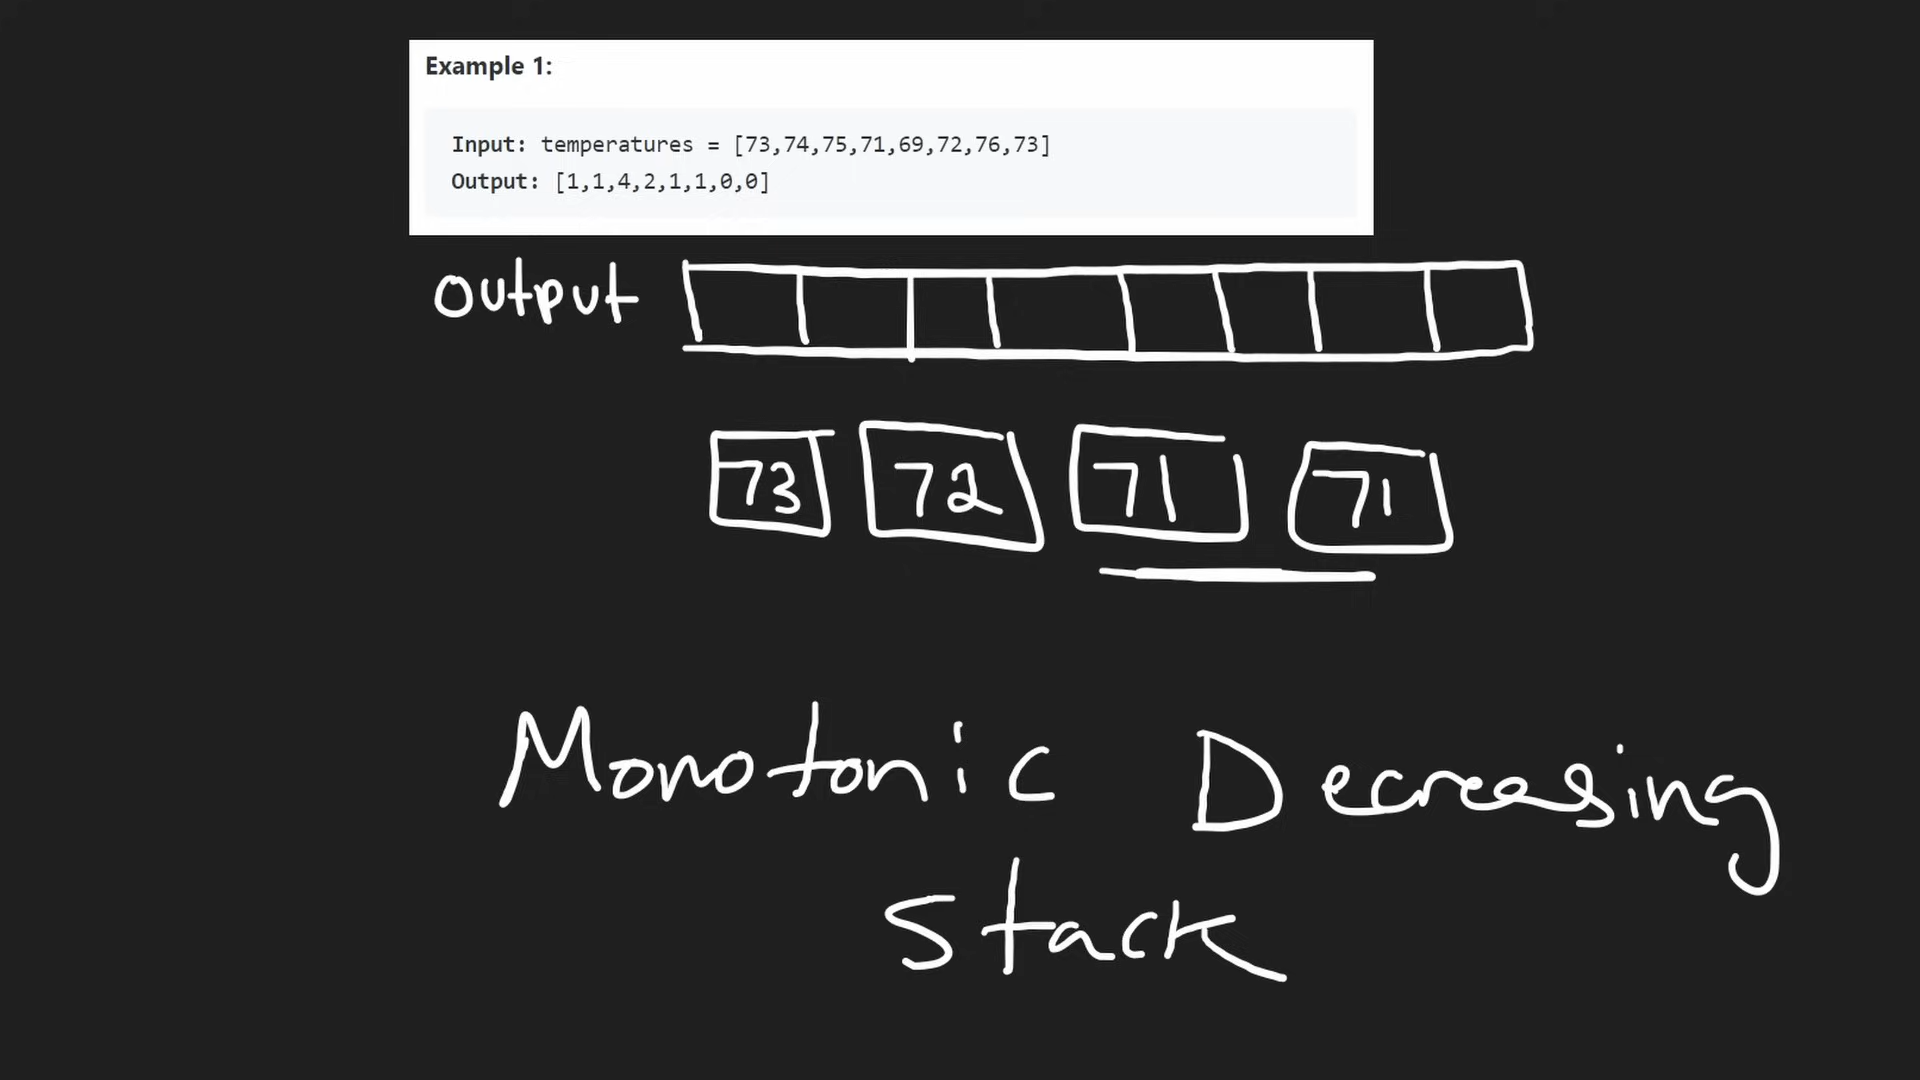 Example 1:
Input: temperatures = [73,74,75,71,69,72,76,73]
Output: [1,1,4,2,1,1,0,0]
output
73 72 71 71
Monotonic Decreasing
Stack